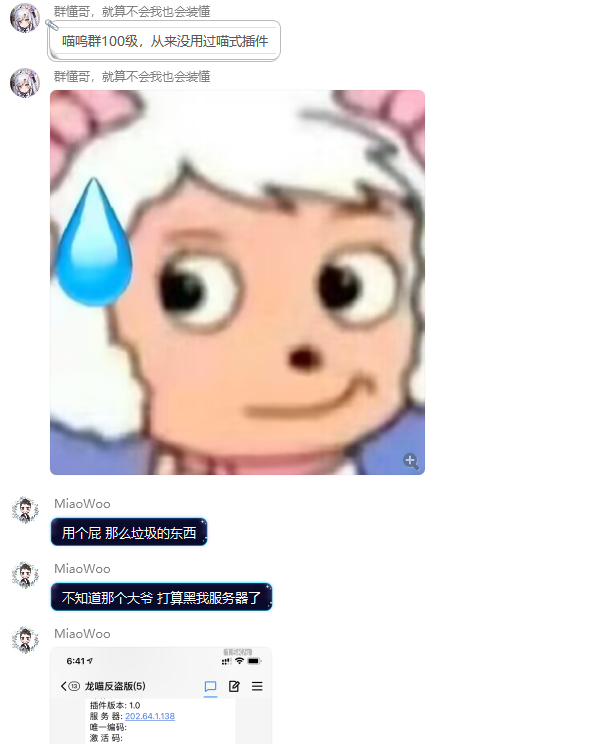 群懂哥，就算不会我也会装懂
喵呜群100级，从来没用过喵式插件
群懂哥，就算不会我也会装懂
MiaoWoo
用个屁 那么垃圾的东西
MiaoWoo
不知道那个大爷 打算黑我服务器了
MiaoWoo
1.5K/s
6:41
13 龙喵反盗版(5)
插件版本: 1.0
服 务 器: 202.64.1.138
唯一编码:
激 活 码: